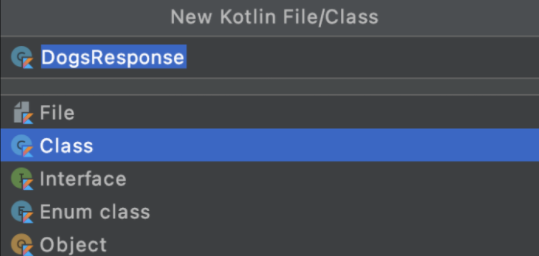 New Kotlin File/Class
DogsResponse
File
Class
Interface
Enum class
Object